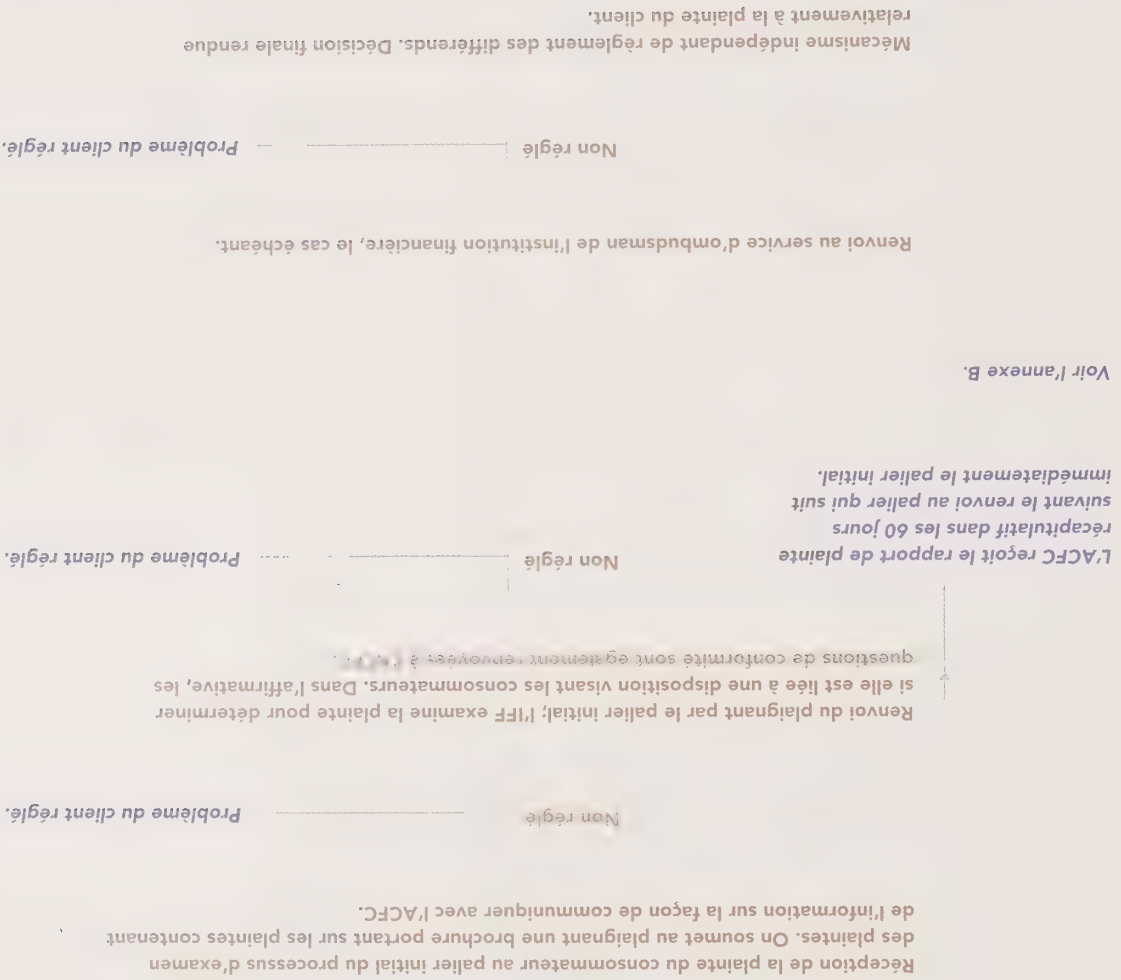 Réception de la plainte du consommateur au palier initial du processus d'examen
des plaintes. On soumet au plaignant une brochure portant sur les plaintes contenant
de l'information sur la façon de communiquer avec l'ACFC.
Non réglé
Problème du client réglé.
Renvoi du plaignant par le palier initial; l'IFF examine la plainte pour déterminer
si elle est liée à une disposition visant les consommateurs. Dans l'affirmative, les
questions de conformité sont également renvoyées à
L'ACFC reçoit le rapport de plainte
récapitulatif dans les 60 jours
suivant le renvoi au palier qui suit
immédiatement le palier initial.
Non réglé
Problème du client réglé.
Voir l'annexe B.
Renvoi au service d'ombudsman de l'institution financière, le cas échéant.
Non réglé
Problème du client réglé.
Mécanisme indépendant de règlement des différends. Décision finale rendue
relativement à la plainte du client.